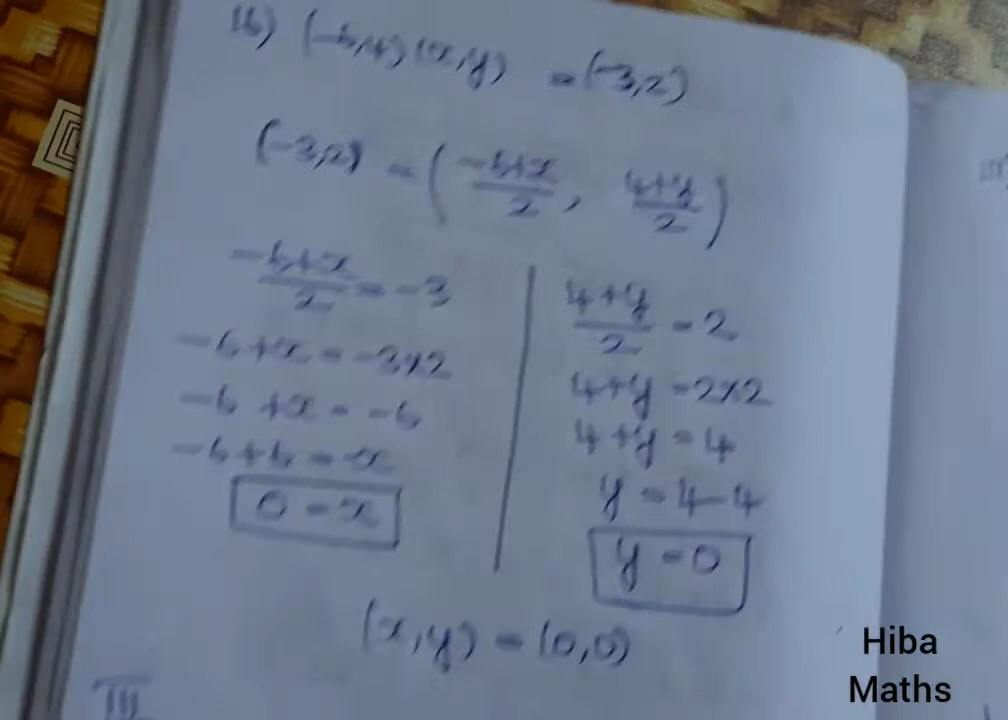 16) (-6,4) (x,y) = (-3,2)
(-3,2) = ( -6+x/2 , 4+y/2 )
-6+x/2 = -3
-6+x = -3×2
-6 +x = -6
-6+6 = x
0 = x
4+y/2 = 2
4+y = 2×2
4+y = 4
y = 4-4
y = 0
(x,y) = (0,0)
III
Hiba
Maths